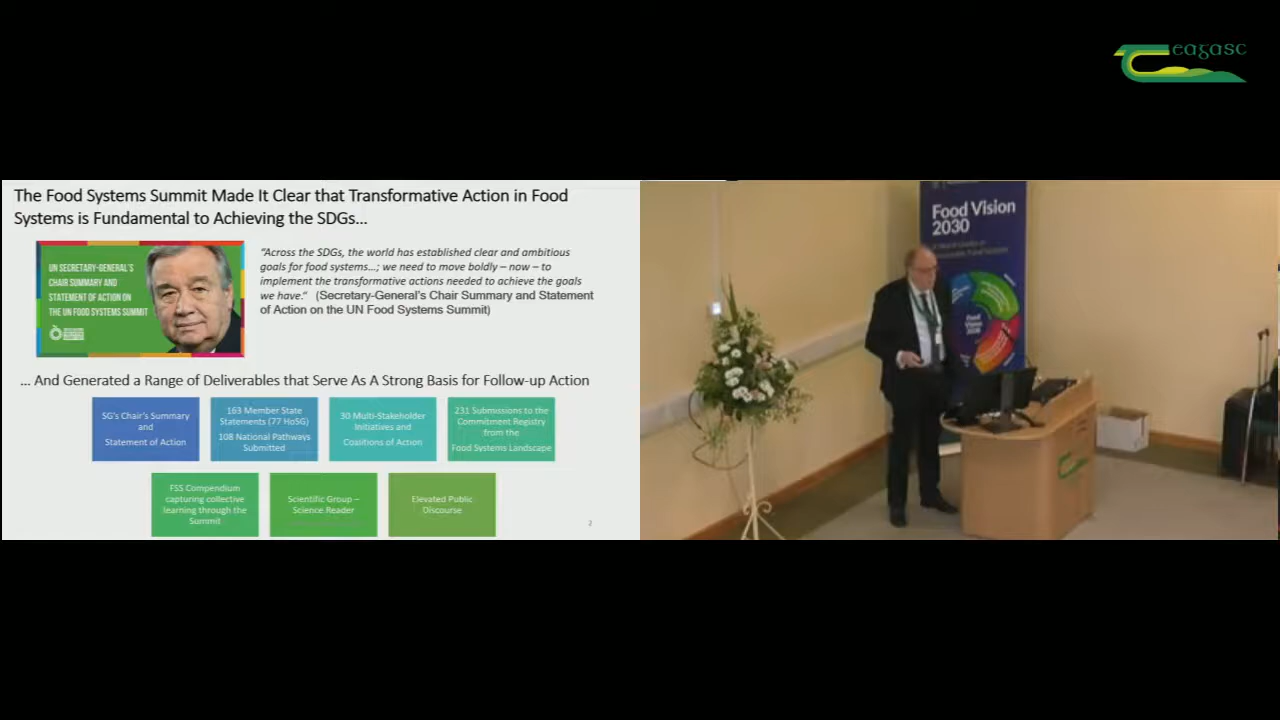 eagasc
The Food Systems Summit Made It Clear that Transformative Action in Food
Systems is Fundamental to Achieving the SDGs...
UN SECRETARY-GENERAL'S
CHAIR SUMMARY AND
STATEMENT OF ACTION ON
THE UN FOOD SYSTEMS SUMMIT
"Across the SDGs, the world has established clear and ambitious
goals for food systems...; we need to move boldly – now – to
implement the transformative actions needed to achieve the goals
we have." (Secretary-General's Chair Summary and Statement
of Action on the UN Food Systems Summit)
... And Generated a Range of Deliverables that Serve As A Strong Basis for Follow-up Action
SG's Chair's Summary
and
Statement of Action
163 Member State
Statements (77 HoSG)
108 National Pathways
Submitted
30 Multi-Stakeholder
Initiatives and
Coalitions of Action
231 Submissions to the
Commitment Registry
from the
Food Systems Landscape
FSS Compendium
capturing collective
learning through the
Summit
Scientific Group –
Science Reader
Elevated Public
Discourse
2
Food Vision
2030
Food
Vision
2030